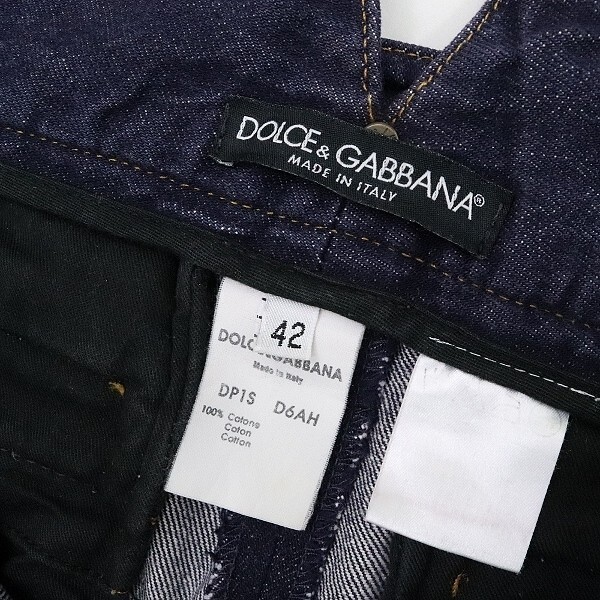 DOLCE & GABBANA®
MADE IN ITALY
42
DOLCE&GABBANA
Made in Italy
DP1S D6AH
100% Cotone
Coton
Cotton